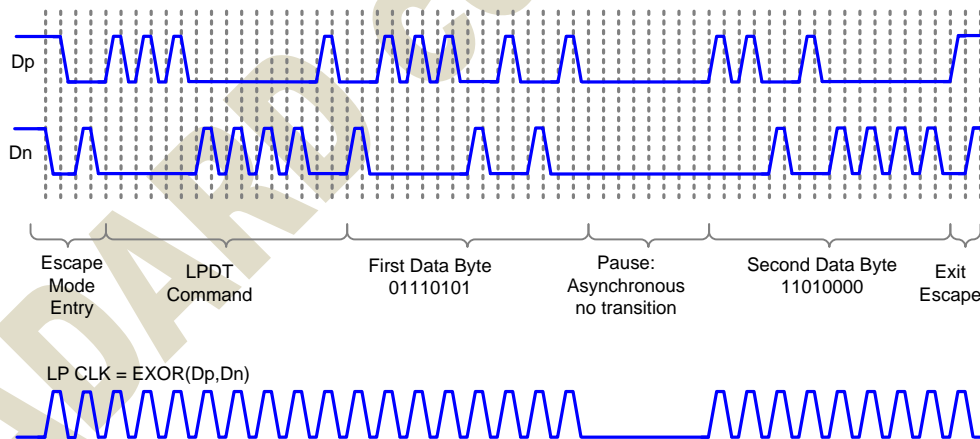 Dp
Dn
Escape
Mode
Entry
LPDT
Command
First Data Byte
01110101
Pause:
Asynchronous
no transition
Second Data Byte
11010000
Exit
Escape
LP CLK = EXOR(Dp,Dn)